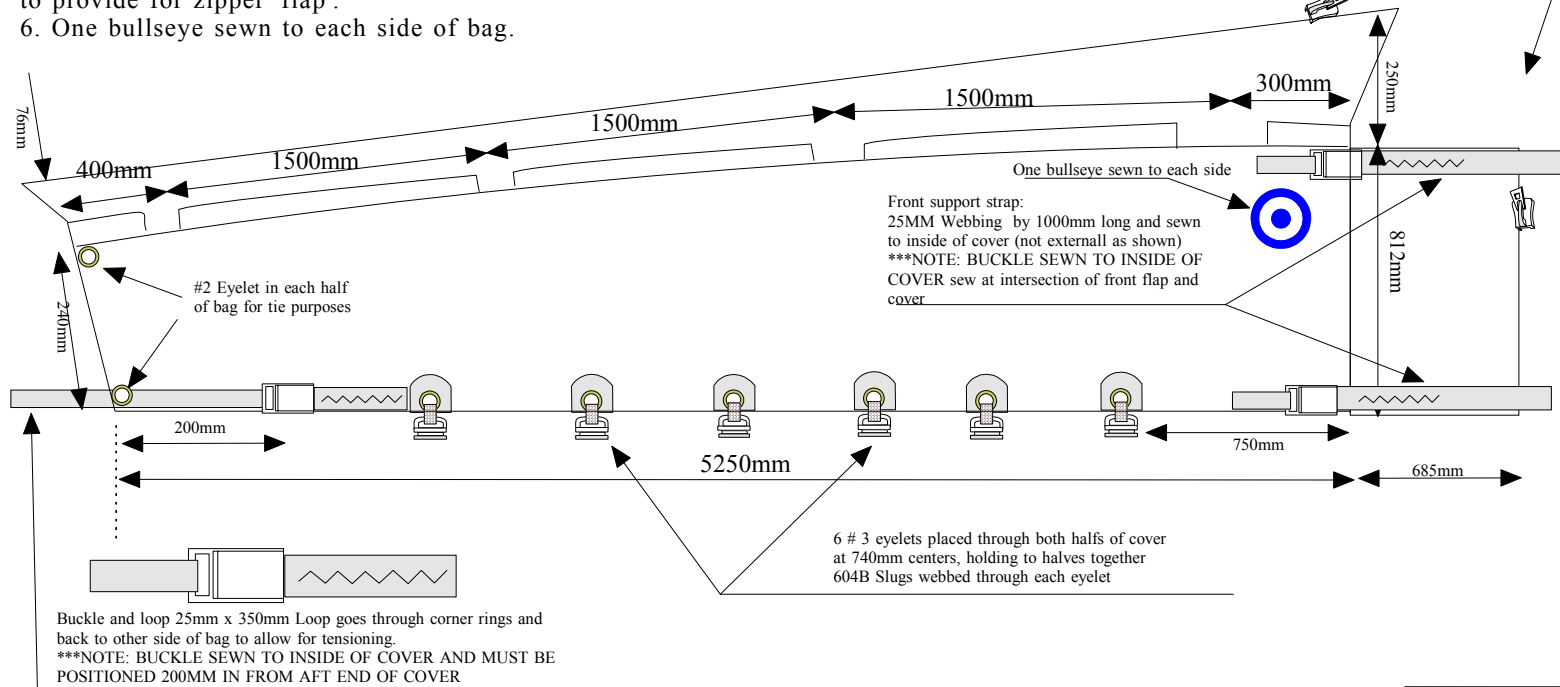 to provide for zipper 'flap'.
6. One bullseye sewn to each side of bag.
76mm
400mm
1500mm
1500mm
1500mm
300mm
250mm
One bullseye sewn to each side
Front support strap:
25MM Webbing by 1000mm long and sewn
to inside of cover (not externall as shown)
***NOTE: BUCKLE SEWN TO INSIDE OF
COVER sew at intersection of front flap and
cover
812mm
#2 Eyelet in each half
of bag for tie purposes
240mm
200mm
750mm
5250mm
685mm
6 # 3 eyelets placed through both halfs of cover
at 740mm centers, holding to halves together
604B Slugs webbed through each eyelet
Buckle and loop 25mm x 350mm Loop goes through corner rings and
back to other side of bag to allow for tensioning.
***NOTE: BUCKLE SEWN TO INSIDE OF COVER AND MUST BE
POSITIONED 200MM IN FROM AFT END OF COVER